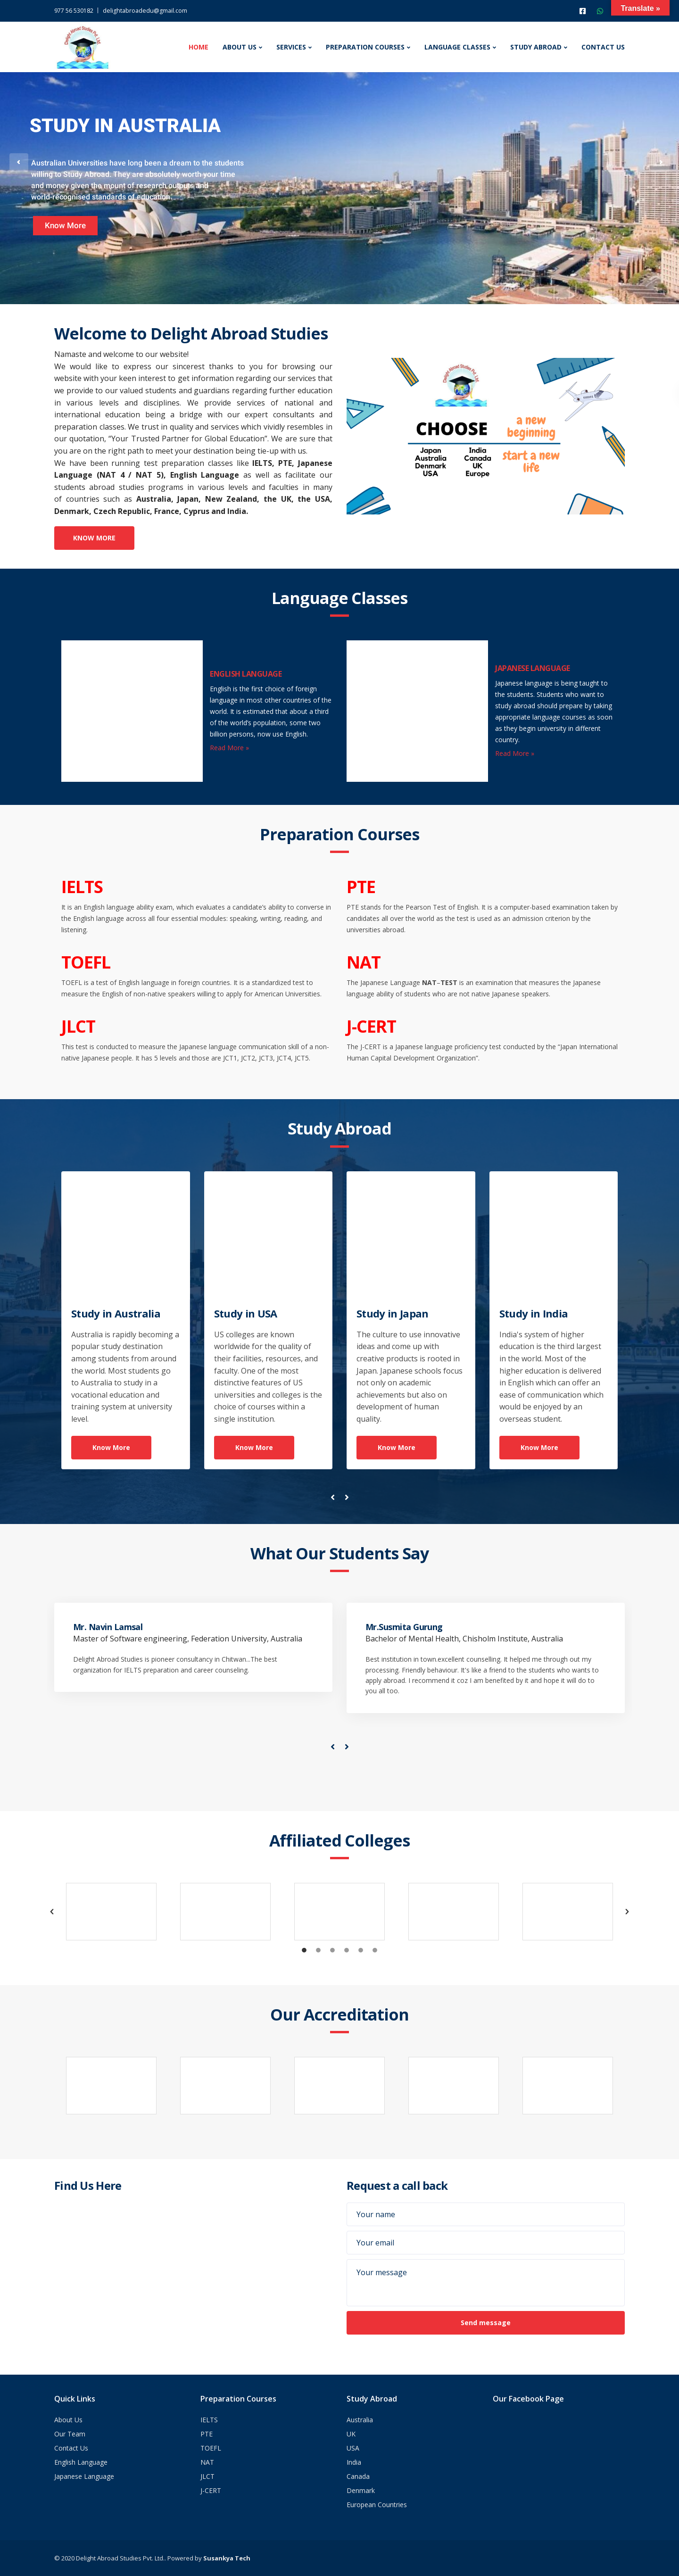 977 56 530182 | delightabroadedu@gmail.com
Translate »
HOME ABOUT US SERVICES PREPARATION COURSES LANGUAGE CLASSES STUDY ABROAD CONTACT US
STUDY IN AUSTRALIA
Australian Universities have long been a dream to the students
willing to Study Abroad. They are absolutely worth your time
and money given the mount of research outputs and
world-recognised standards of education.
Know More
Welcome to Delight Abroad Studies
Namaste and welcome to our website!
We would like to express our sincerest thanks to you for browsing our
website with your keen interest to get information regarding our services that
we provide to our valued students and guardians regarding further education
in various levels and disciplines. We provide services of national and
international education being a bridge with our expert consultants and
preparation classes. We trust in quality and services which vividly resembles in
our quotation, “Your Trusted Partner for Global Education”. We are sure that
you are on the right path to meet your destination being tie-up with us.
We have been running test preparation classes like IELTS, PTE, Japanese
Language (NAT 4 / NAT 5), English Language as well as facilitate our
students abroad studies programs in various levels and faculties in many
of countries such as Australia, Japan, New Zealand, the UK, the USA,
Denmark, Czech Republic, France, Cyprus and India.
KNOW MORE
CHOOSE
Japan
Australia
Denmark
USA
India
Canada
UK
Europe
a new
beginning
start a new
life
Language Classes
ENGLISH LANGUAGE
English is the first choice of foreign
language in most other countries of the
world. It is estimated that about a third
of the world’s population, some two
billion persons, now use English.
Read More »
JAPANESE LANGUAGE
Japanese language is being taught to
the students. Students who want to
study abroad should prepare by taking
appropriate language courses as soon
as they begin university in different
country.
Read More »
Preparation Courses
IELTS
It is an English language ability exam, which evaluates a candidate’s ability to converse in
the English language across all four essential modules: speaking, writing, reading, and
listening.
PTE
PTE stands for the Pearson Test of English. It is a computer-based examination taken by
candidates all over the world as the test is used as an admission criterion by the
universities abroad.
TOEFL
TOEFL is a test of English language in foreign countries. It is a standardized test to
measure the English of non-native speakers willing to apply for American Universities.
NAT
The Japanese Language NAT–TEST is an examination that measures the Japanese
language ability of students who are not native Japanese speakers.
JLCT
This test is conducted to measure the Japanese language communication skill of a non-
native Japanese people. It has 5 levels and those are JCT1, JCT2, JCT3, JCT4, JCT5.
J-CERT
The J-CERT is a Japanese language proficiency test conducted by the “Japan International
Human Capital Development Organization”.
Study Abroad
Study in Australia
Australia is rapidly becoming a
popular study destination
among students from around
the world. Most students go
to Australia to study in a
vocational education and
training system at university
level.
Know More
Study in USA
US colleges are known
worldwide for the quality of
their facilities, resources, and
faculty. One of the most
distinctive features of US
universities and colleges is the
choice of courses within a
single institution.
Know More
Study in Japan
The culture to use innovative
ideas and come up with
creative products is rooted in
Japan. Japanese schools focus
not only on academic
achievements but also on
development of human
quality.
Know More
Study in India
India's system of higher
education is the third largest
in the world. Most of the
higher education is delivered
in English which can offer an
ease of communication which
would be enjoyed by an
overseas student.
Know More
What Our Students Say
Mr. Navin Lamsal
Master of Software engineering, Federation University, Australia
Delight Abroad Studies is pioneer consultancy in Chitwan...The best
organization for IELTS preparation and career counseling.
Mr.Susmita Gurung
Bachelor of Mental Health, Chisholm Institute, Australia
Best institution in town.excellent counselling. It helped me through out my
processing. Friendly behaviour. It's like a friend to the students who wants to
apply abroad. I recommend it coz I am benefited by it and hope it will do to
you all too.
Affiliated Colleges
Our Accreditation
Find Us Here
Request a call back
Your name
Your email
Your message
Send message
Quick Links
About Us
Our Team
Contact Us
English Language
Japanese Language
Preparation Courses
IELTS
PTE
TOEFL
NAT
JLCT
J-CERT
Study Abroad
Australia
UK
USA
India
Canada
Denmark
European Countries
Our Facebook Page
© 2020 Delight Abroad Studies Pvt. Ltd.. Powered by Susankya Tech